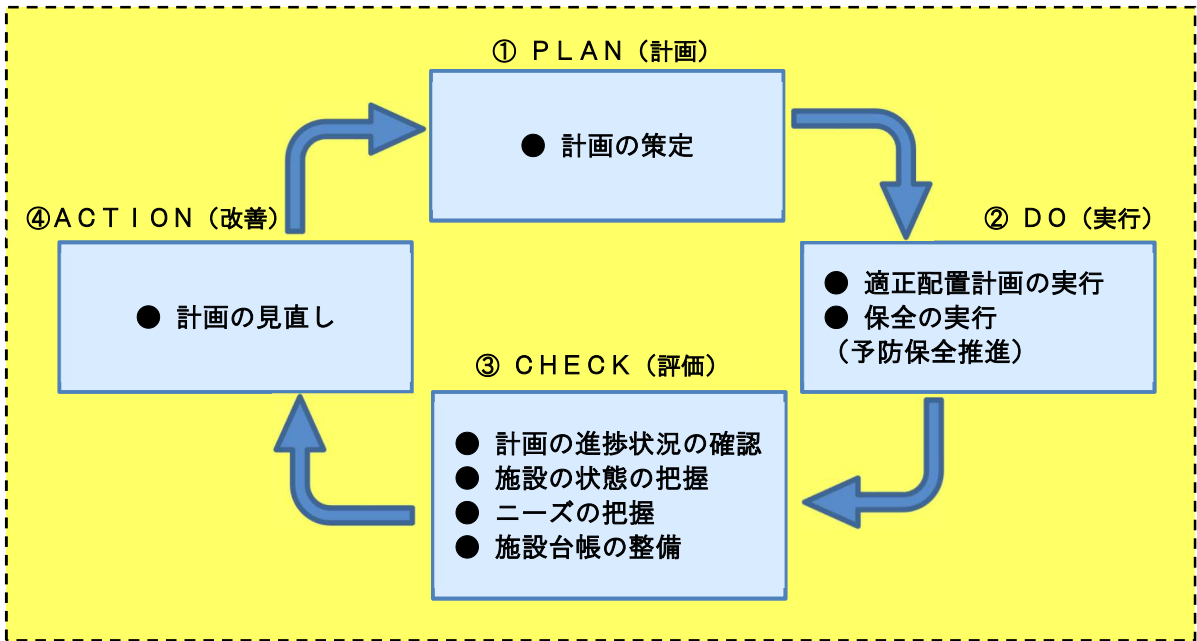 ① ＰＬＡＮ（計画）
● 計画の策定
② ＤＯ（実行）
● 適正配置計画の実行
● 保全の実行
（予防保全推進）
③ ＣＨＥＣＫ（評価）
● 計画の進捗状況の確認
● 施設の状態の把握
● ニーズの把握
● 施設台帳の整備
④ＡＣＴＩＯＮ（改善）
● 計画の見直し